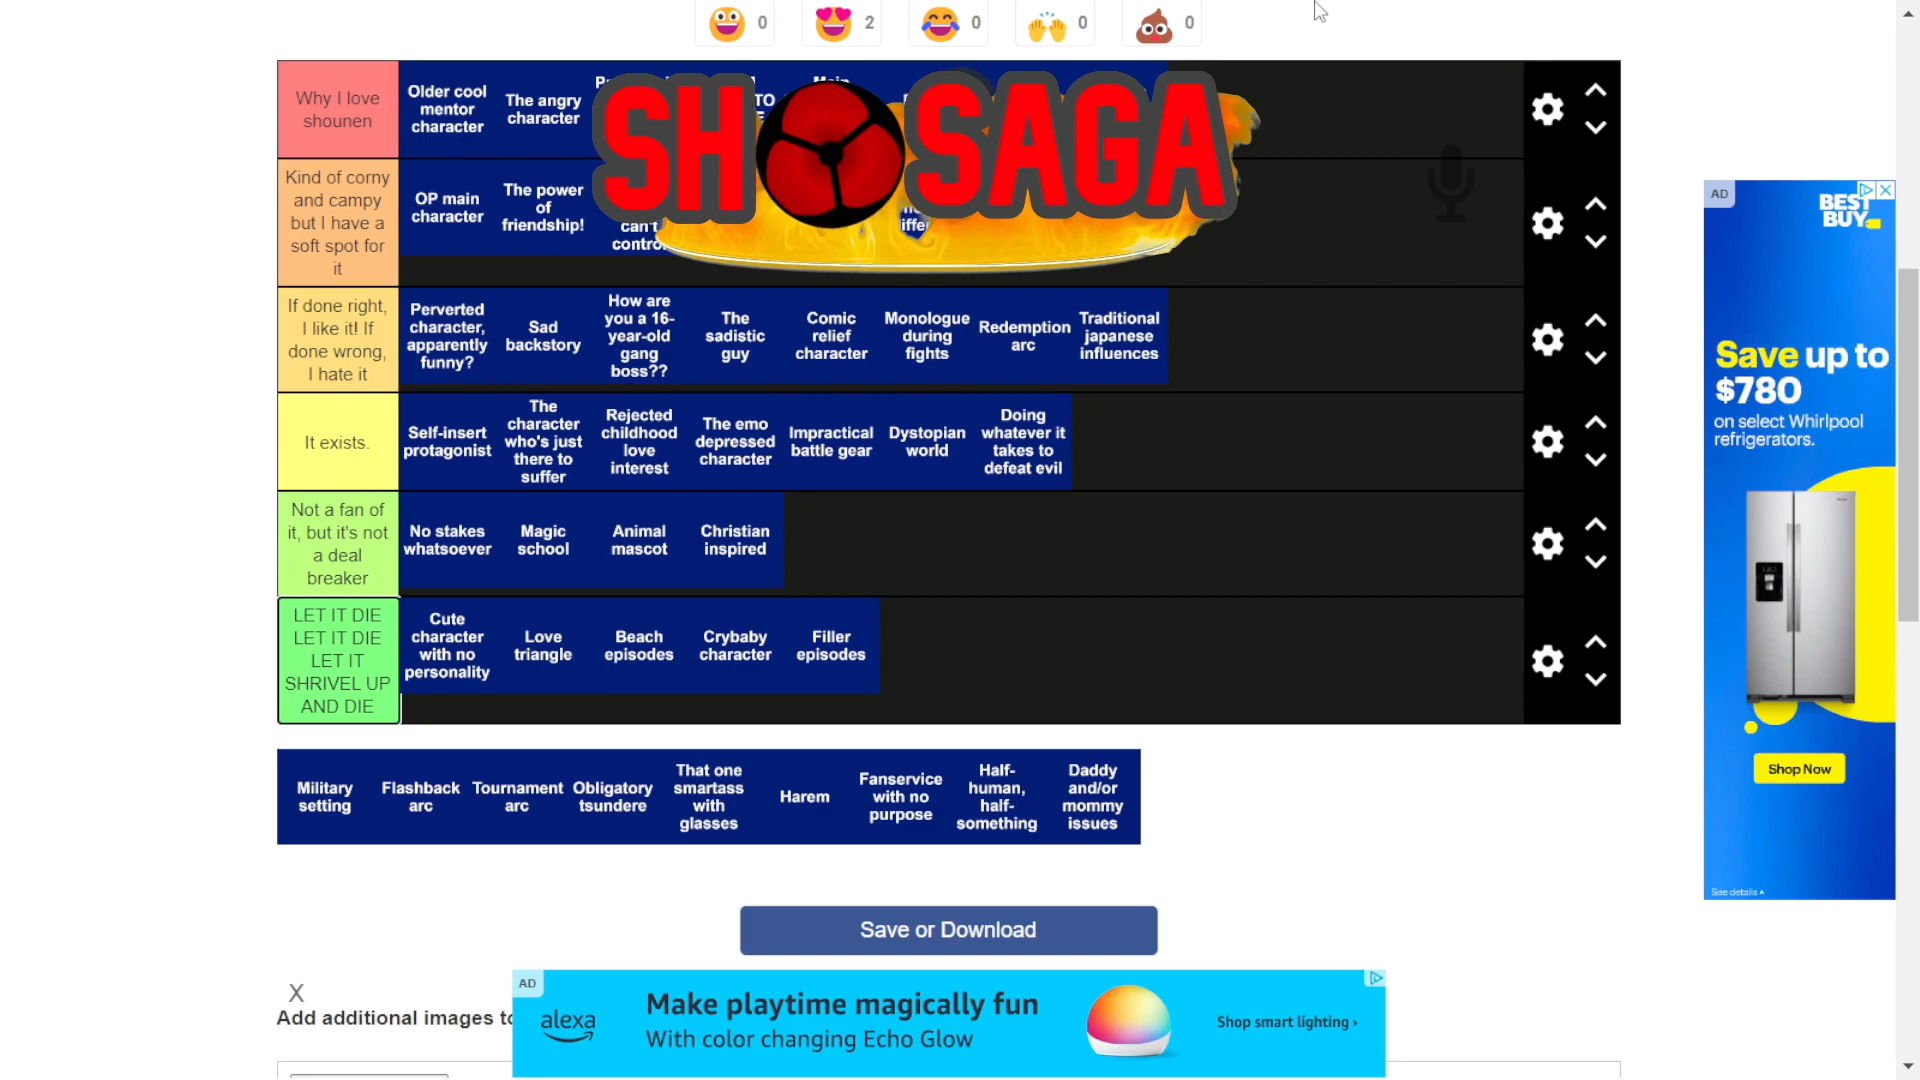 0
2
0
0
0
Why I love
shounen
Older cool
mentor
character
The angry
character
TO
SH SAGA
Kind of corny
and campy
but I have a
soft spot for
it
OP main
character
The power
of
friendship!
can't
If done right,
I like it! If
done wrong,
I hate it
Perverted
character,
apparently
funny?
Sad
backstory
How are
you a 16-
year-old
gang
boss??
The
sadistic
guy
Comic
relief
character
Monologue
during
fights
Redemption
arc
Traditional
japanese
influences
It exists.
Self-insert
protagonist
The
character
who's just
there to
suffer
Rejected
childhood
love
interest
The emo
depressed
character
Impractical
battle gear
Dystopian
world
Doing
whatever it
takes to
defeat evil
Not a fan of
it, but it's not
a deal
breaker
No stakes
whatsoever
Magic
school
Animal
mascot
Christian
inspired
LET IT DIE
LET IT DIE
LET IT
SHRIVEL UP
AND DIE
Cute
character
with no
personality
Love
triangle
Beach
episodes
Crybaby
character
Filler
episodes
Military
setting
Flashback
arc
Tournament
arc
Obligatory
tsundere
That one
smartass
with
glasses
Harem
Fanservice
with no
purpose
Half-
human,
half-
something
Daddy
and/or
mommy
issues
Save or Download
X
Add additional images to
AD
alexa
Make playtime magically fun
With color changing Echo Glow
Shop smart lighting ›
AD
BEST
BUY
Save up to
$780
on select Whirlpool
refrigerators.
Shop Now
See details